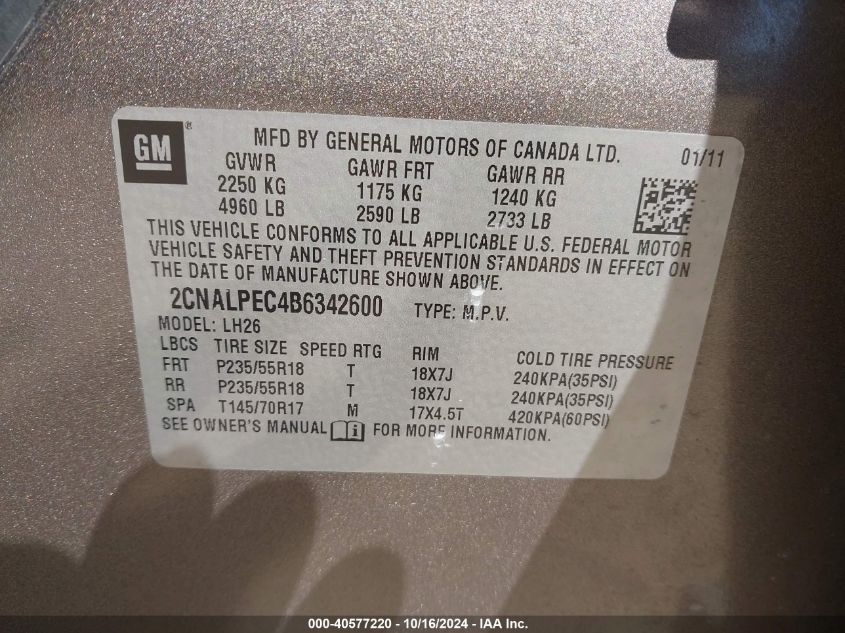 GM® MFD BY GENERAL MOTORS OF CANADA LTD. 01/11
GVWR GAWR FRT GAWR RR
2250 KG 1175 KG 1240 KG
4960 LB 2590 LB 2733 LB
THIS VEHICLE CONFORMS TO ALL APPLICABLE U.S. FEDERAL MOTOR
VEHICLE SAFETY AND THEFT PREVENTION STANDARDS IN EFFECT ON
THE DATE OF MANUFACTURE SHOWN ABOVE.
2CNALPEC4B6342600 TYPE: M.P.V.
MODEL: LH26
LBCS TIRE SIZE SPEED RTG RIM COLD TIRE PRESSURE
FRT P235/55R18 T 18X7J 240KPA(35PSI)
RR P235/55R18 T 18X7J 240KPA(35PSI)
SPA T145/70R17 M 17X4.5T 420KPA(60PSI)
SEE OWNER'S MANUAL i FOR MORE INFORMATION.
000-40577220 - 10/16/2024 - IAA Inc.